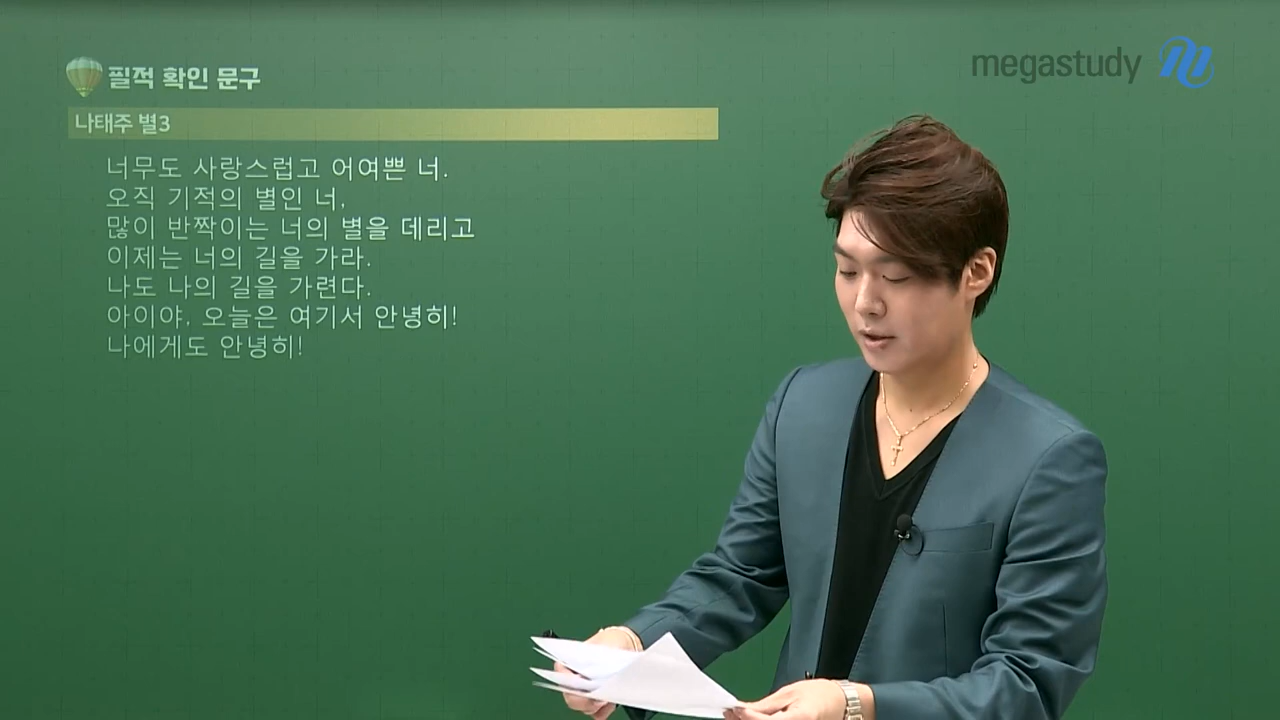 필적 확인 문구
나태주 별3
너무도 사랑스럽고 어여쁜 너.
오직 기적의 별인 너.
많이 반짝이는 너의 별을 데리고
이제는 너의 길을 가라.
나도 나의 길을 가련다.
아이야, 오늘은 여기서 안녕히!
나에게도 안녕히!
megastudy